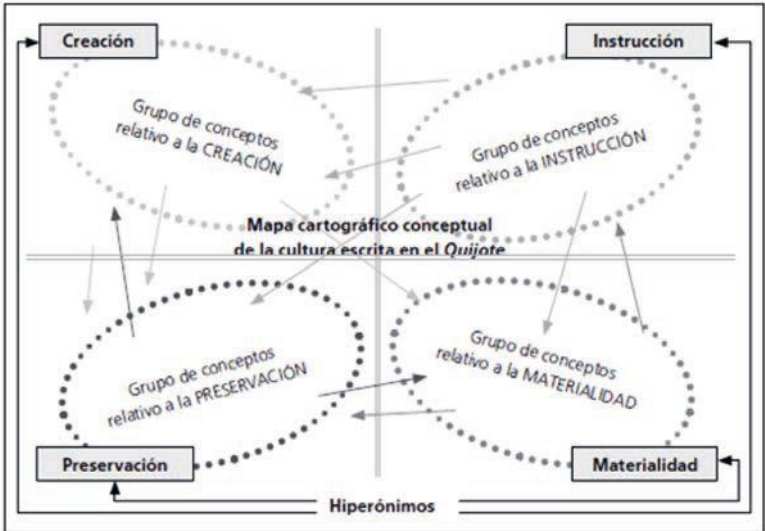 Creación
Instrucción
Grupo de conceptos
relativo a la CREACIÓN
Grupo de conceptos
relativo a la INSTRUCCIÓN
Mapa cartográfico conceptual
de la cultura escrita en el Quijote
Grupo de conceptos
relativo a la PRESERVACIÓN
Grupo de conceptos
relativo a la MATERIALIDAD
Preservación
Materialidad
Hiperónimos